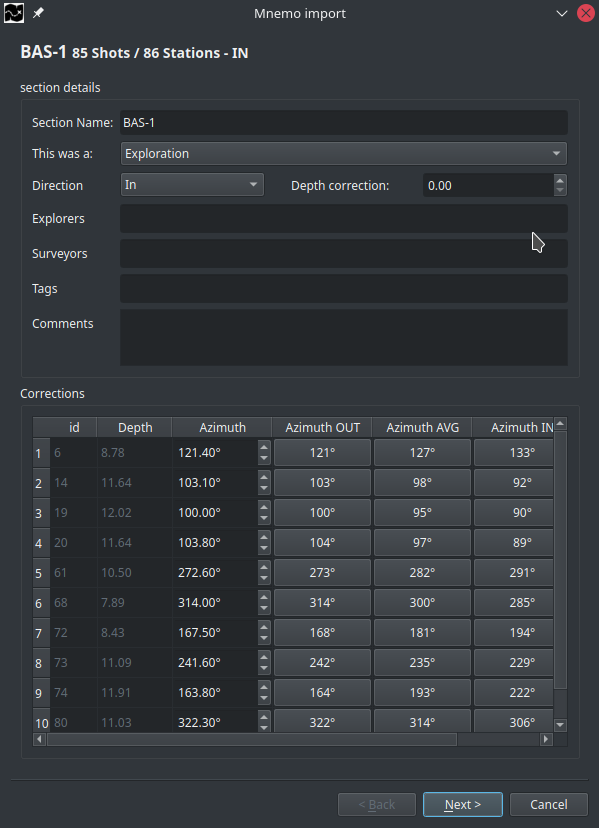 Mnemo import
BAS-1 85 Shots / 86 Stations - IN
section details
Section Name: BAS-1
This was a: Exploration
Direction In Depth correction: 0.00
Explorers
Surveyors
Tags
Comments
Corrections
id Depth Azimuth Azimuth OUT Azimuth AVG Azimuth IN
1 6 8.78 121.40° 121° 127° 133°
2 14 11.64 103.10° 103° 98° 92°
3 19 12.02 100.00° 100° 95° 90°
4 20 11.64 103.80° 104° 97° 89°
5 61 10.50 272.60° 273° 282° 291°
6 68 7.89 314.00° 314° 300° 285°
7 72 8.43 167.50° 168° 181° 194°
8 73 11.09 241.60° 242° 235° 229°
9 74 11.91 163.80° 164° 193° 222°
10 80 11.03 322.30° 322° 314° 306°
< Back Next > Cancel